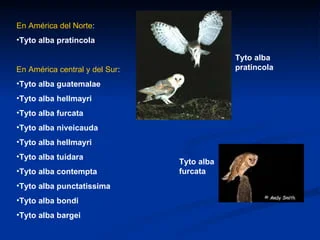 En América del Norte:
•Tyto alba pratincola
En América central y del Sur:
•Tyto alba guatemalae
•Tyto alba hellmayri
•Tyto alba furcata
•Tyto alba niveicauda
•Tyto alba hellmayri
•Tyto alba tuidara
•Tyto alba contempta
•Tyto alba punctatissima
•Tyto alba bondi
•Tyto alba bargei
Tyto alba
pratincola
Tyto alba
furcata
© Andy Smith